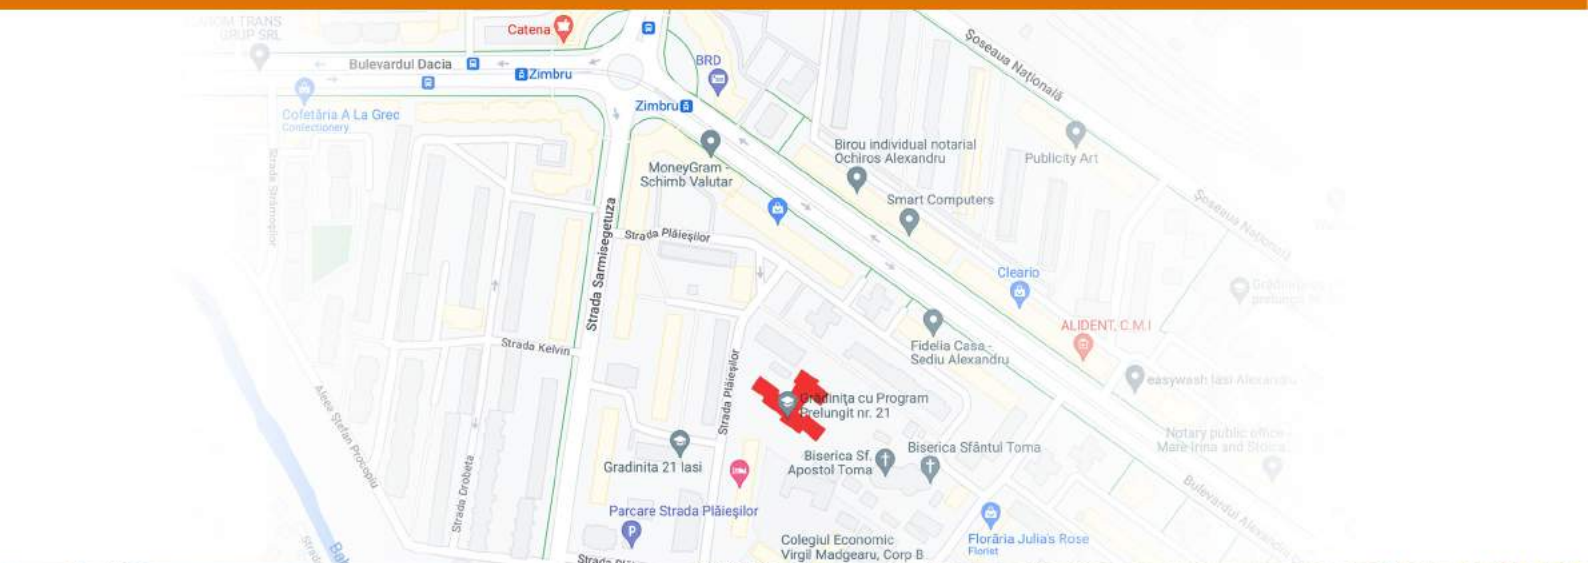 TRANS
GRUP SRL
Catena
BRD
Șoseaua Națională
Bulevardul Dacia
Zimbru
Cofetăria A La Grec
Confectionery
Zimbru
MoneyGram -
Schimb Valutar
Birou individual notarial
Ochiros Alexandru
Publicity Art
Smart Computers
Șoseaua Națională
Strada Sarmisegetuza
Strada Plăieșilor
Cleario
ALIDENT, C.M.I
Fidelia Casa -
Sediu Alexandru
Strada Kelvin
Strada Plăieșilor
easywash Iasi Alexandru
Grădinița cu Program
Prelungit nr. 21
Aleea Ștefan Procopiu
Notary public office -
Mare Irina and Stoica
Gradinita 21 Iasi
Biserica Sf.
Apostol Toma
Biserica Sfântul Toma
Strada Drobeta
Parcare Strada Plăieșilor
Colegiul Economic
Virgil Madgearu, Corp B
Florăria Julia's Rose
Florist
Bulevardul Alexandru
Strada